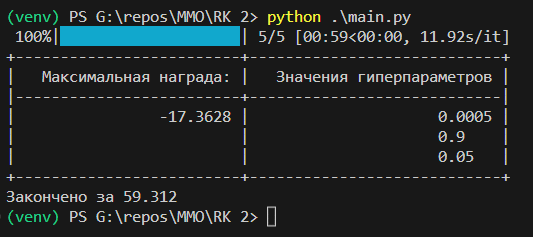 (venv) PS G:\repos\MMO\RK 2> python .\main.py
100%| | 5/5 [00:59<00:00, 11.92s/it]
+------------------------+---------------------------+
| Максимальная награда: | Значения гиперпараметров |
|------------------------+---------------------------|
| -17.3628 | 0.0005 |
| | 0.9 |
| | 0.05 |
+------------------------+---------------------------+
Закончено за 59.312
(venv) PS G:\repos\MMO\RK 2>